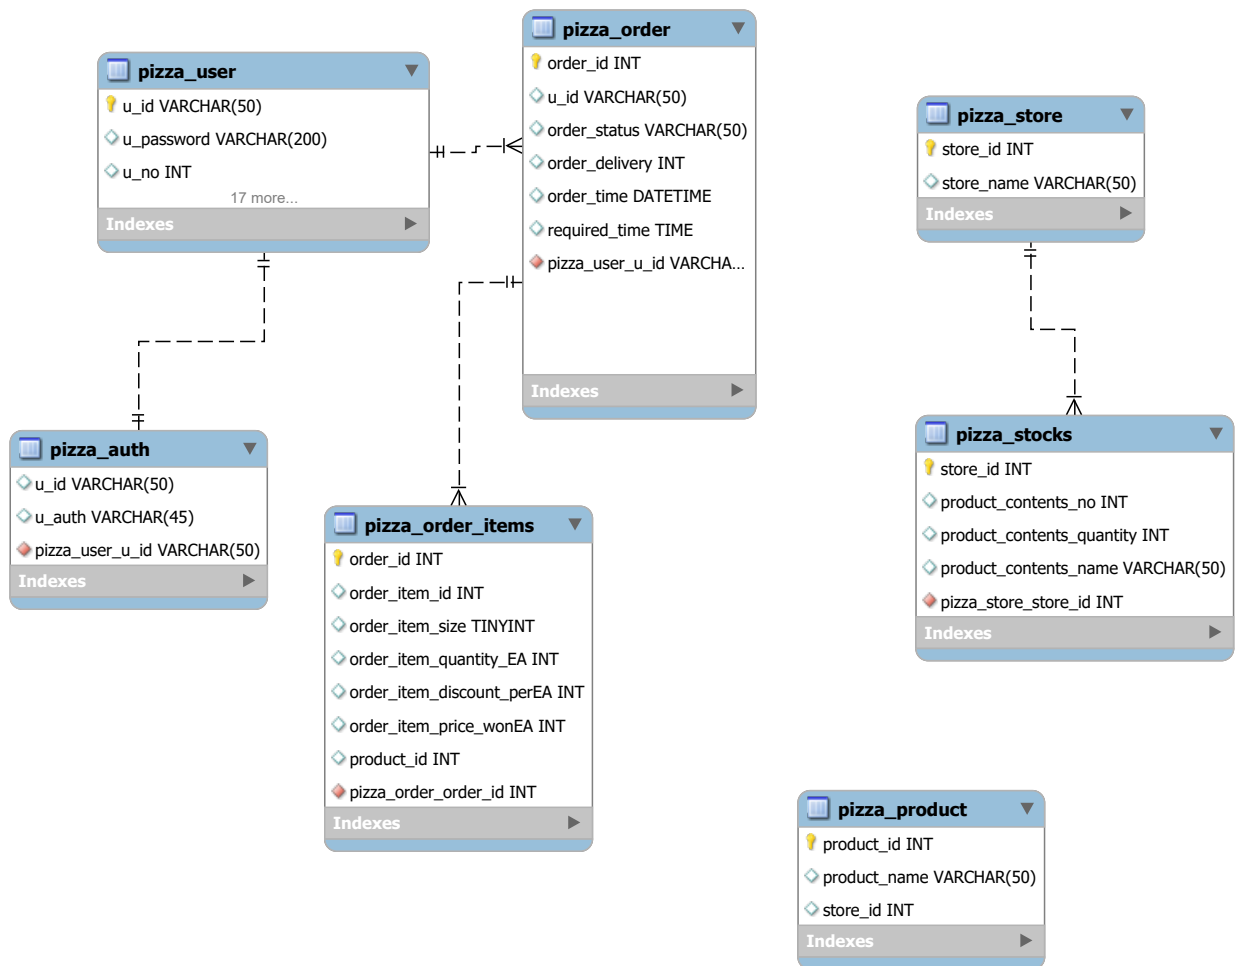 pizza_user
u_id VARCHAR(50)
u_password VARCHAR(200)
u_no INT
17 more...
Indexes
pizza_order
order_id INT
u_id VARCHAR(50)
order_status VARCHAR(50)
order_delivery INT
order_time DATETIME
required_time TIME
pizza_user_u_id VARCHA...
Indexes
pizza_store
store_id INT
store_name VARCHAR(50)
Indexes
pizza_auth
u_id VARCHAR(50)
u_auth VARCHAR(45)
pizza_user_u_id VARCHAR(50)
Indexes
pizza_order_items
order_id INT
order_item_id INT
order_item_size TINYINT
order_item_quantity_EA INT
order_item_discount_perEA INT
order_item_price_wonEA INT
product_id INT
pizza_order_order_id INT
Indexes
pizza_stocks
store_id INT
product_contents_no INT
product_contents_quantity INT
product_contents_name VARCHAR(50)
pizza_store_store_id INT
Indexes
pizza_product
product_id INT
product_name VARCHAR(50)
store_id INT
Indexes